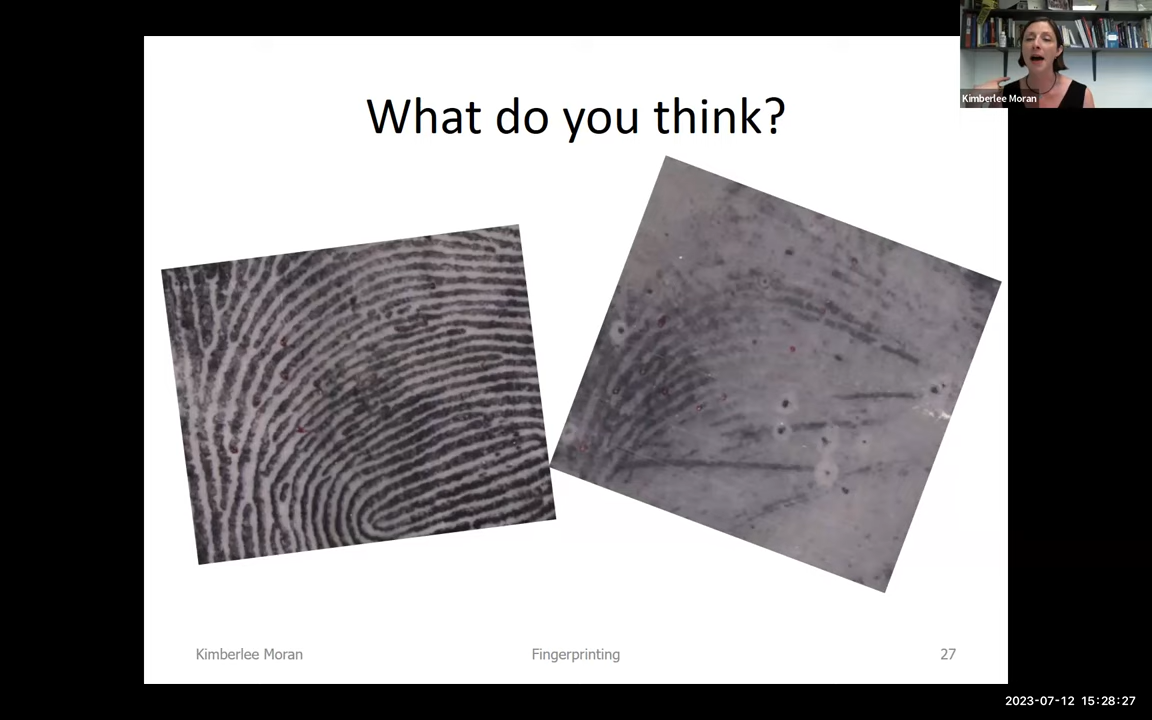 Kimberlee Moran
What do you think?
Kimberlee Moran
Fingerprinting
27
2023-07-12 15:28:27